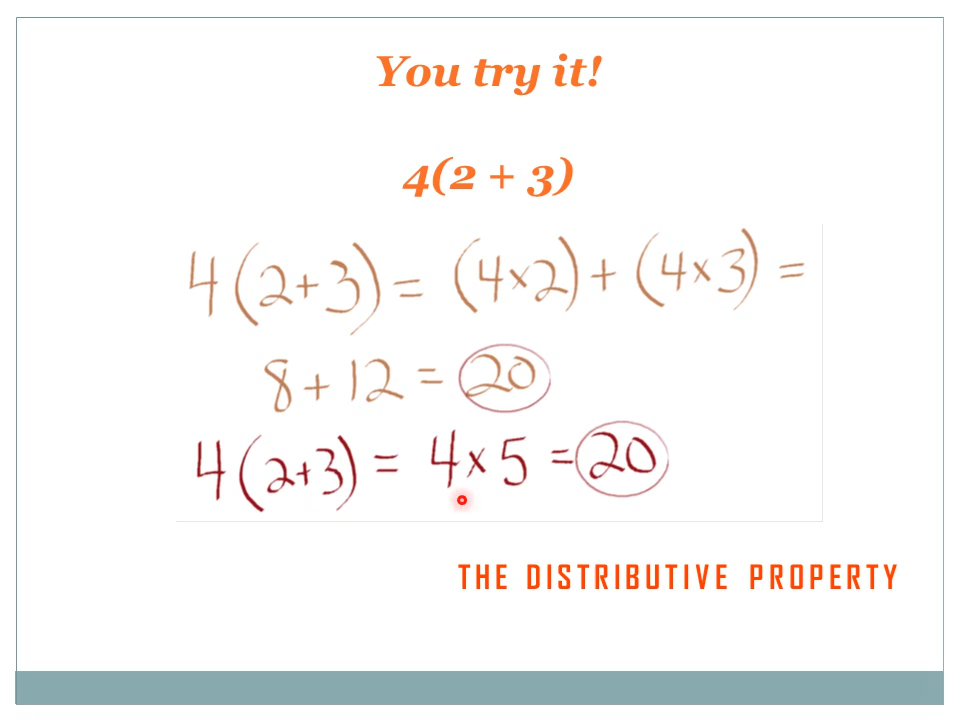 You try it!
4(2 + 3)
4(2+3) = (4×2) + (4×3) =
8 + 12 = 20
4(2+3) = 4×5 = 20
THE DISTRIBUTIVE PROPERTY